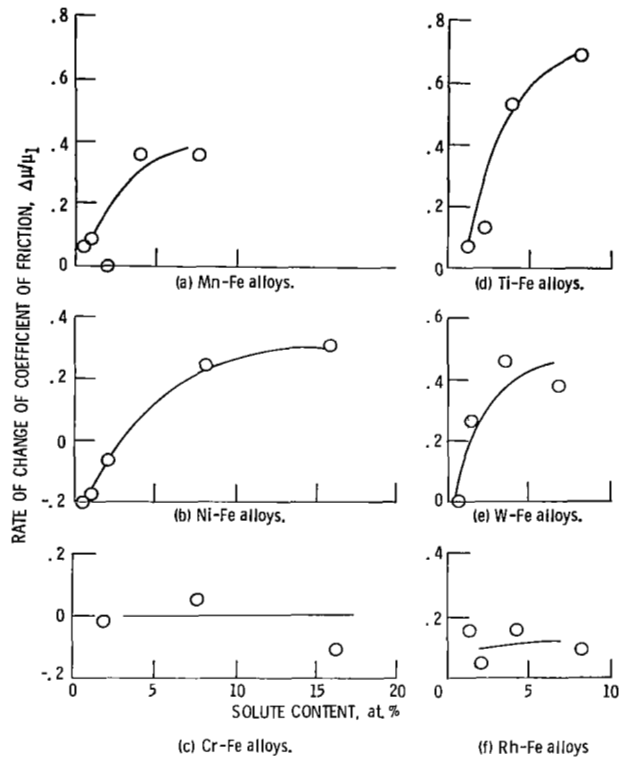 RATE OF CHANGE OF COEFFICIENT OF FRICTION, Δμ/μ1
.8
.6
.4
.2
0
(a) Mn-Fe alloys.
.8
.6
.4
.2
0
(d) Ti-Fe alloys.
.4
.2
0
-.2
(b) Ni-Fe alloys.
.6
.4
.2
0
(e) W-Fe alloys.
.2
0
-.2
0 5 10 15 20
.4
.2
0 5 10
SOLUTE CONTENT, at.%
(c) Cr-Fe alloys.
(f) Rh-Fe alloys